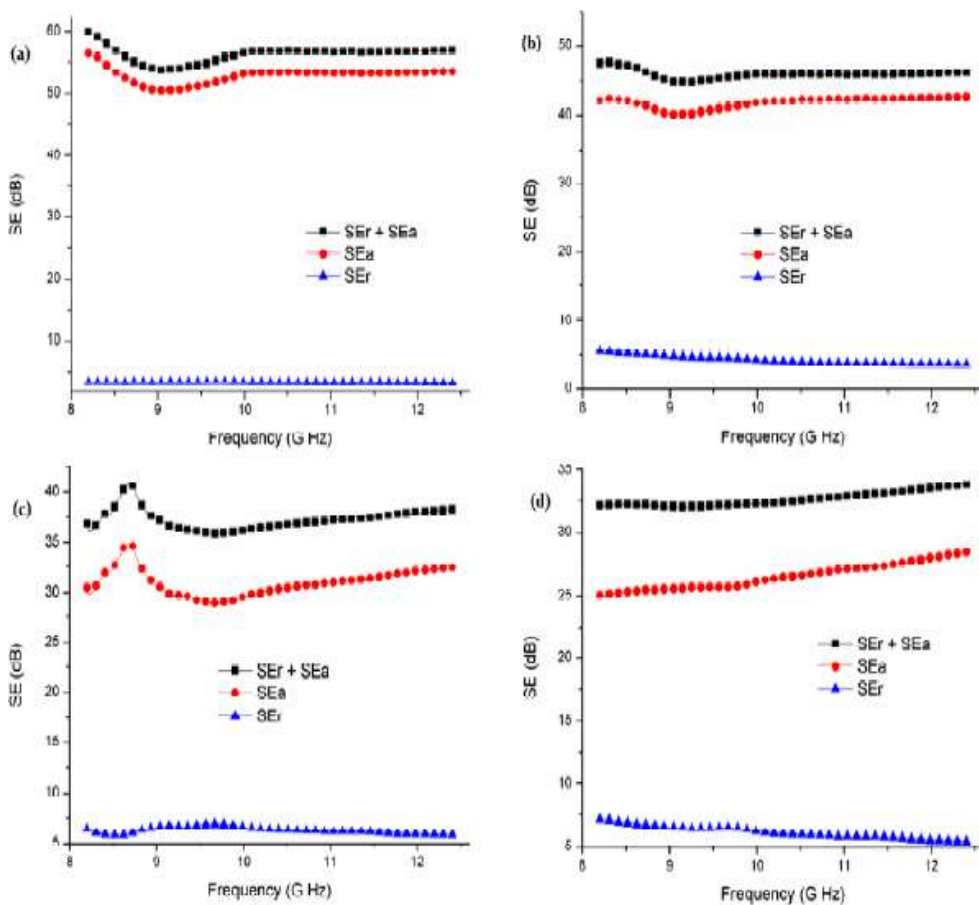 (a)
60
50
40
30
20
10
SE (dB)
SEr + SEa
SEa
SEr
8 9 10 11 12
Frequency (G Hz)
(b)
50
40
30
20
10
0
SE (dB)
SEr + SEa
SEa
SEr
8 9 10 11 12
Frequency (G Hz)
(c)
40
35
30
25
20
15
10
5
SE (dB)
SEr + SEa
SEa
SEr
8 9 10 11 12
Frequency (G Hz)
(d)
30
25
20
15
10
5
SE (dB)
SEr + SEa
SEa
SEr
8 9 10 11 12
Frequency (G Hz)